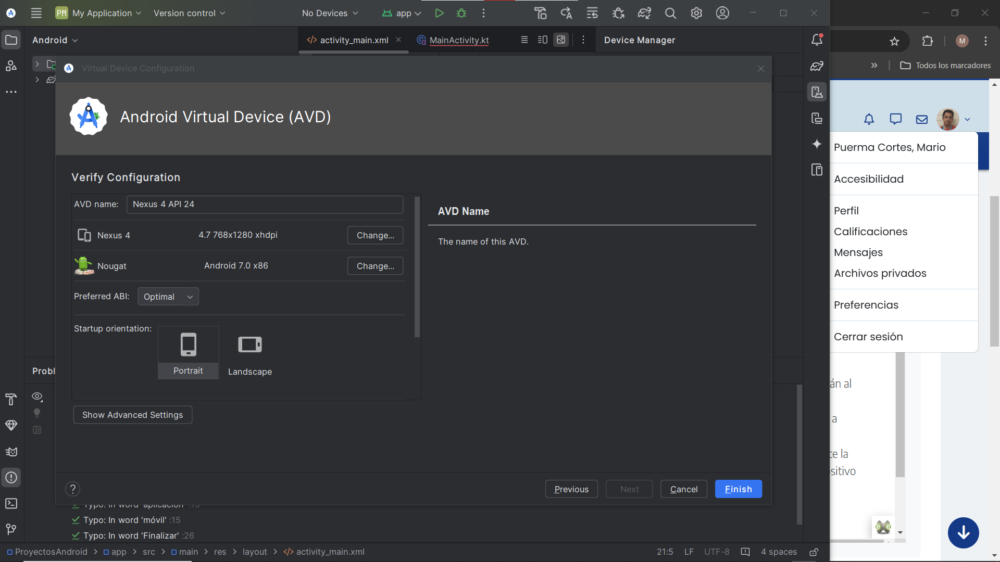 PM My Application
Version control
No Devices
app
Android
activity_main.xml
MainActivity.kt
Device Manager
Todos los marcadores
Virtual Device Configuration
Android Virtual Device (AVD)
Verify Configuration
AVD name:
Nexus 4 API 24
Nexus 4
4.7 768x1280 xhdpi
Change...
Nougat
Android 7.0 x86
Change...
Preferred ABI:
Optimal
Startup orientation:
Portrait
Landscape
Show Advanced Settings
AVD Name
The name of this AVD.
?
Previous
Next
Cancel
Finish
Probl
Typo: In word 'aplicacion' :13
Typo: In word 'móvil' :15
Typo: In word 'Finalizar' :26
ProyectosAndroid
app
src
main
res
layout
activity_main.xml
21:5
LF
UTF-8
4 spaces
M
Puerma Cortes, Mario
Accesibilidad
Perfil
Calificaciones
Mensajes
Archivos privados
Preferencias
Cerrar sesión
án al
a
ce la
sitivo